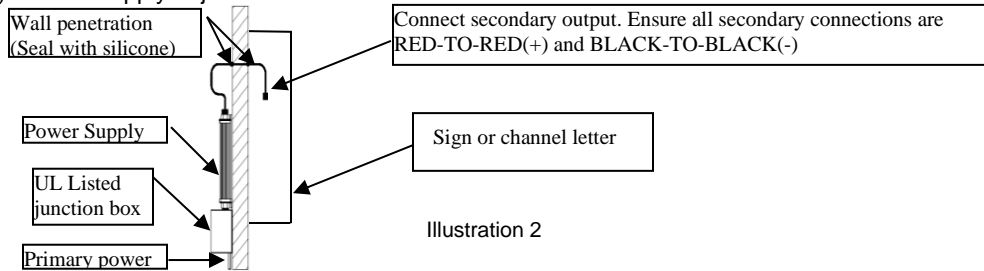 Wall penetration
(Seal with silicone)
Connect secondary output. Ensure all secondary connections are
RED-TO-RED(+) and BLACK-TO-BLACK(-)
Power Supply
Sign or channel letter
UL Listed
junction box
Illustration 2
Primary power